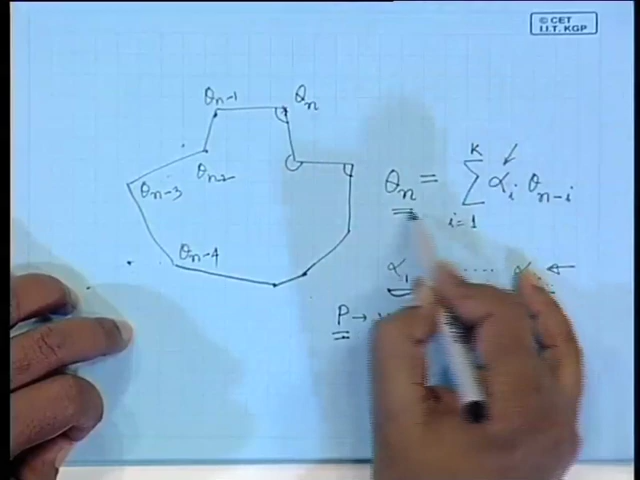 © CET
I.I.T. KGP
θn-1
θn
θn-2
θn-3
θn-4
θn = K Σ i=1 αi θn-i
α1 ..... α
P →